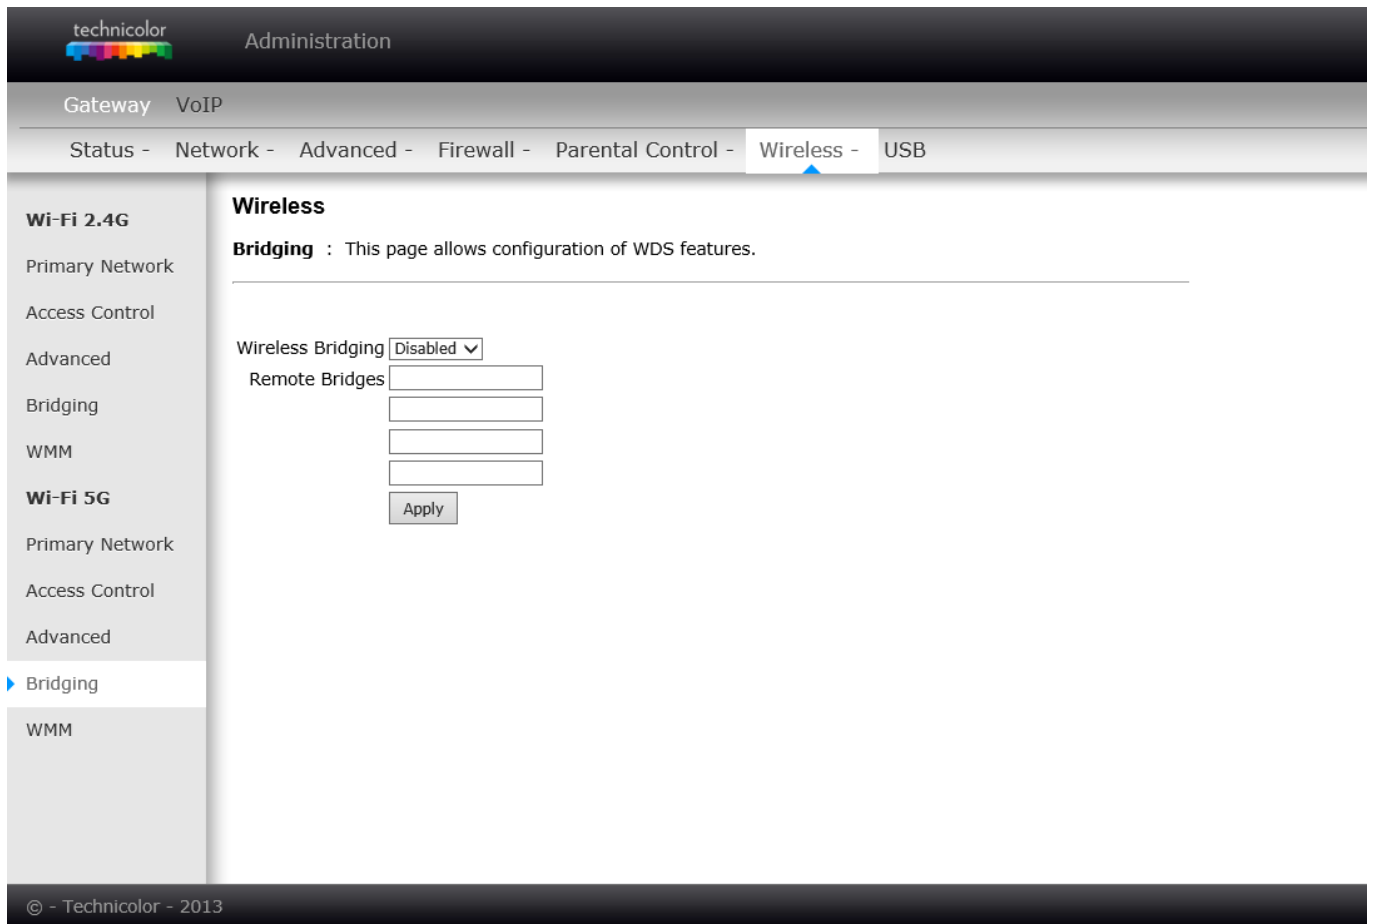 technicolor
Administration
Gateway VoIP
Status - Network - Advanced - Firewall - Parental Control - Wireless - USB
Wi-Fi 2.4G
Primary Network
Access Control
Advanced
Bridging
WMM
Wi-Fi 5G
Primary Network
Access Control
Advanced
Bridging
WMM
Wireless
Bridging : This page allows configuration of WDS features.
Wireless Bridging Disabled
Remote Bridges
Apply
© - Technicolor - 2013